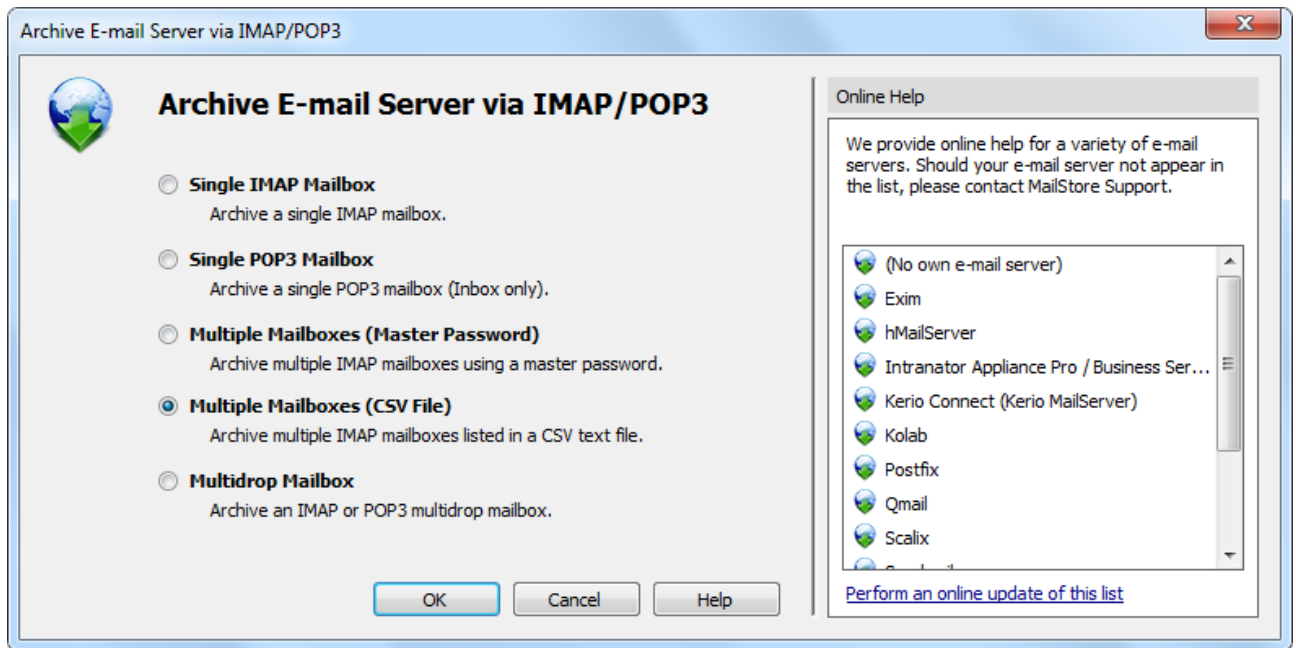 Archive E-mail Server via IMAP/POP3
Archive E-mail Server via IMAP/POP3
Single IMAP Mailbox
Archive a single IMAP mailbox.
Single POP3 Mailbox
Archive a single POP3 mailbox (Inbox only).
Multiple Mailboxes (Master Password)
Archive multiple IMAP mailboxes using a master password.
Multiple Mailboxes (CSV File)
Archive multiple IMAP mailboxes listed in a CSV text file.
Multidrop Mailbox
Archive an IMAP or POP3 multidrop mailbox.
OK Cancel Help
Online Help
We provide online help for a variety of e-mail
servers. Should your e-mail server not appear in
the list, please contact MailStore Support.
(No own e-mail server)
Exim
hMailServer
Intranator Appliance Pro / Business Ser...
Kerio Connect (Kerio MailServer)
Kolab
Postfix
Qmail
Scalix
Perform an online update of this list